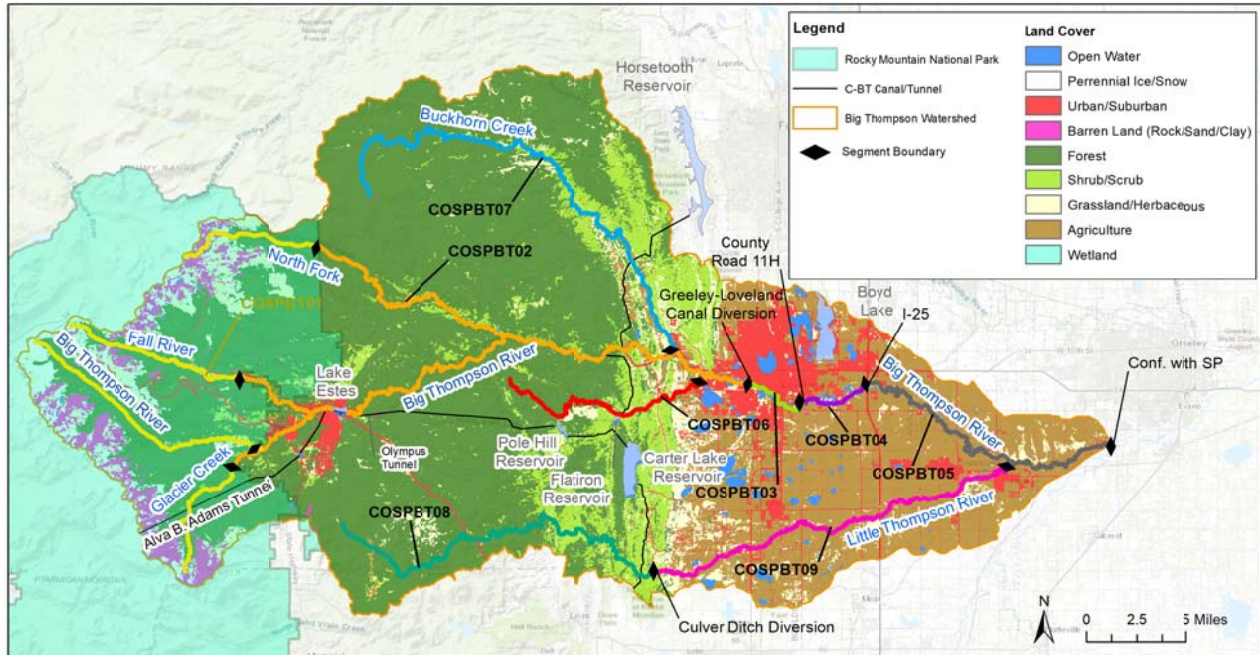 Legend
Rocky Mountain National Park
C-BT Canal/Tunnel
Big Thompson Watershed
Segment Boundary
Land Cover
Open Water
Perrennial Ice/Snow
Urban/Suburban
Barren Land (Rock/Sand/Clay)
Forest
Shrub/Scrub
Grassland/Herbaceous
Agriculture
Wetland
Horsetooth
Reservoir
Buckhorn Creek
COSPBT07
COSPBT02
North Fork
COSPBT01
County
Road 11H
Greeley-Loveland
Canal Diversion
Boyd
Lake
I-25
Conf. with SP
Fall River
Big Thompson River
Lake
Estes
Big Thompson River
Big Thompson River
Glacier Creek
Alva B. Adams Tunnel
Olympus
Tunnel
Pole Hill
Reservoir
Flatiron
Reservoir
Carter Lake
Reservoir
COSPBT06
COSPBT04
COSPBT03
COSPBT05
COSPBT08
Little Thompson River
COSPBT09
Culver Ditch Diversion
N
0 2.5 5 Miles